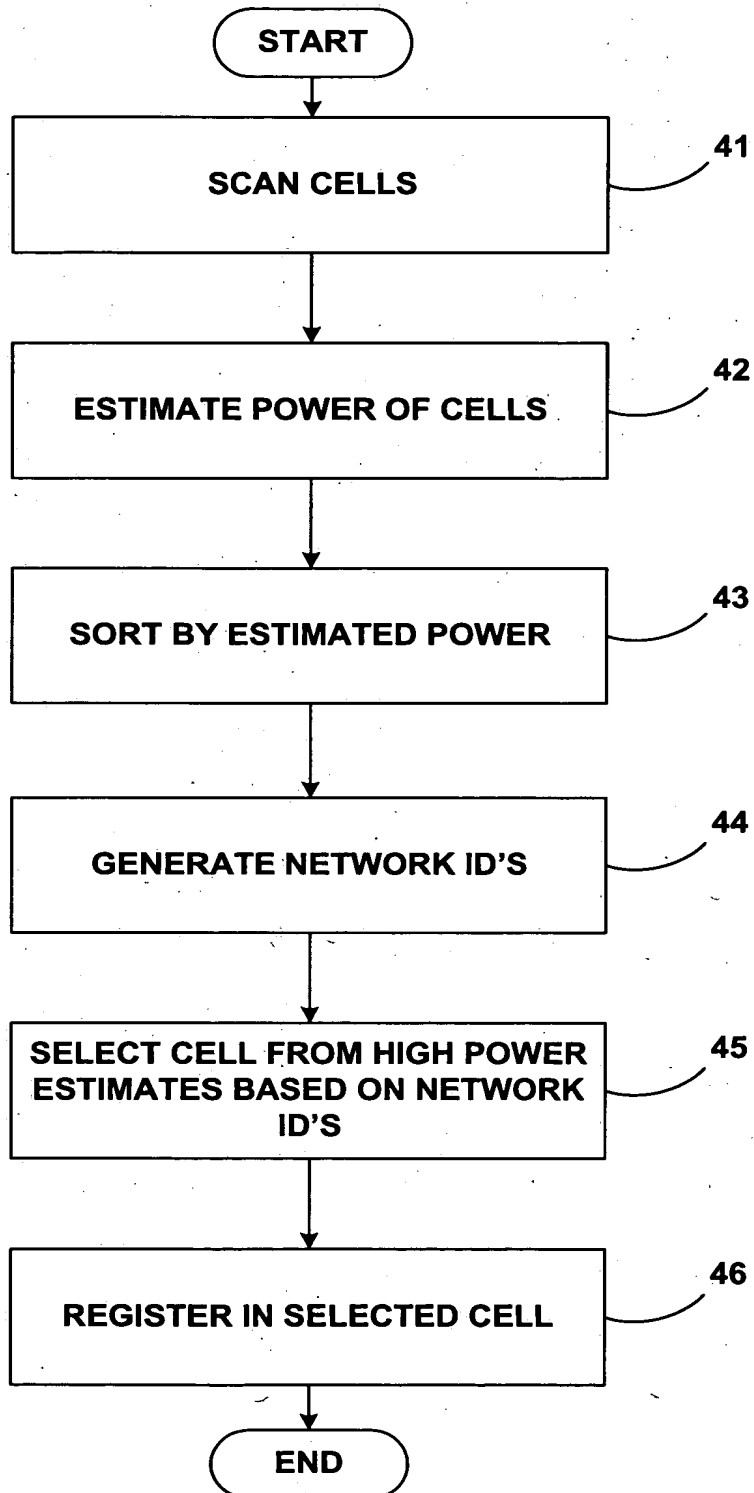 START
SCAN CELLS
41
ESTIMATE POWER OF CELLS
42
SORT BY ESTIMATED POWER
43
GENERATE NETWORK ID'S
44
SELECT CELL FROM HIGH POWER
ESTIMATES BASED ON NETWORK
ID'S
45
REGISTER IN SELECTED CELL
46
END